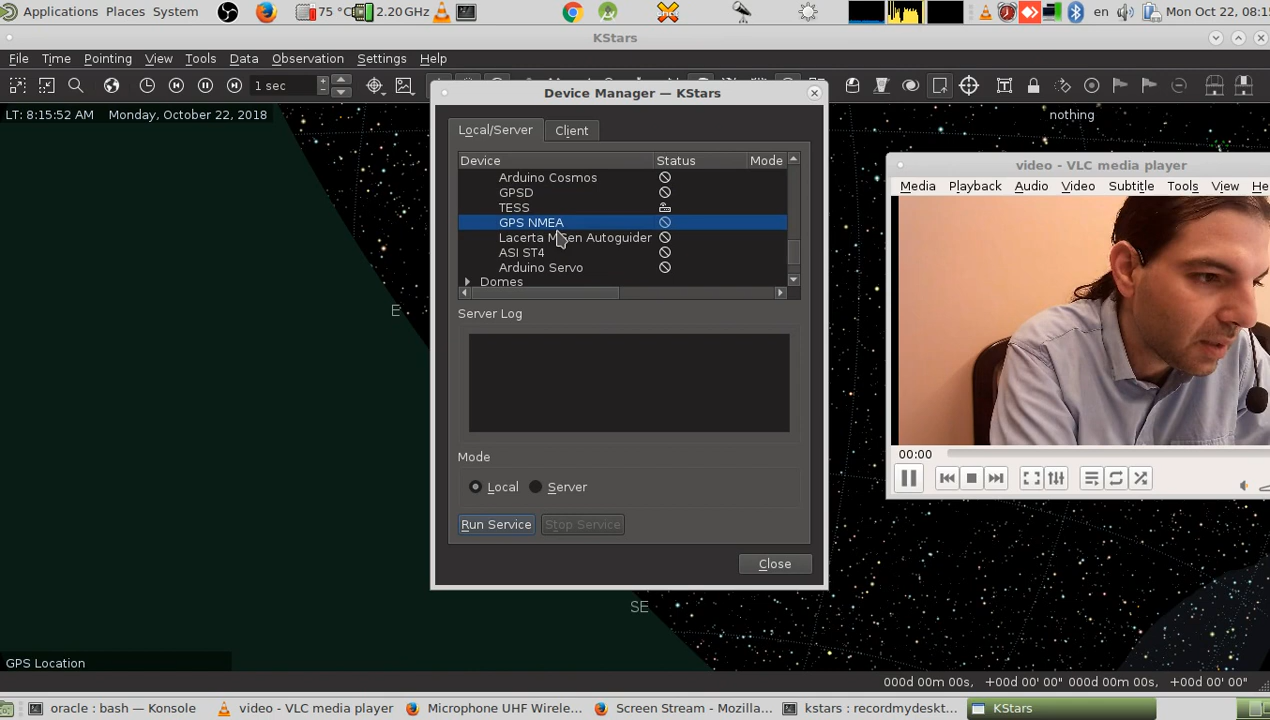 Applications Places System 75 ° 2.20 GHz en Mon Oct 22, 08:15
KStars
File Time Pointing View Tools Data Observation Settings Help
1 sec
LT: 8:15:52 AM Monday, October 22, 2018
nothing
Device Manager — KStars
Local/Server Client
Device Status Mode
Arduino Cosmos
GPSD
TESS
GPS NMEA
Lacerta Autoguider
ASI ST4
Arduino Servo
Domes
Server Log
Mode
Local Server
Run Service Stop Service
Close
video - VLC media player
Media Playback Audio Video Subtitle Tools View He
00:00
E
SE
GPS Location
000d 00m 00s, +00d 00' 00" 000d 00m 00s, +00d 00' 00"
oracle : bash — Konsole video - VLC media player Microphone UHF Wirele... Screen Stream - Mozilla... kstars : recordmydeskt... KStars